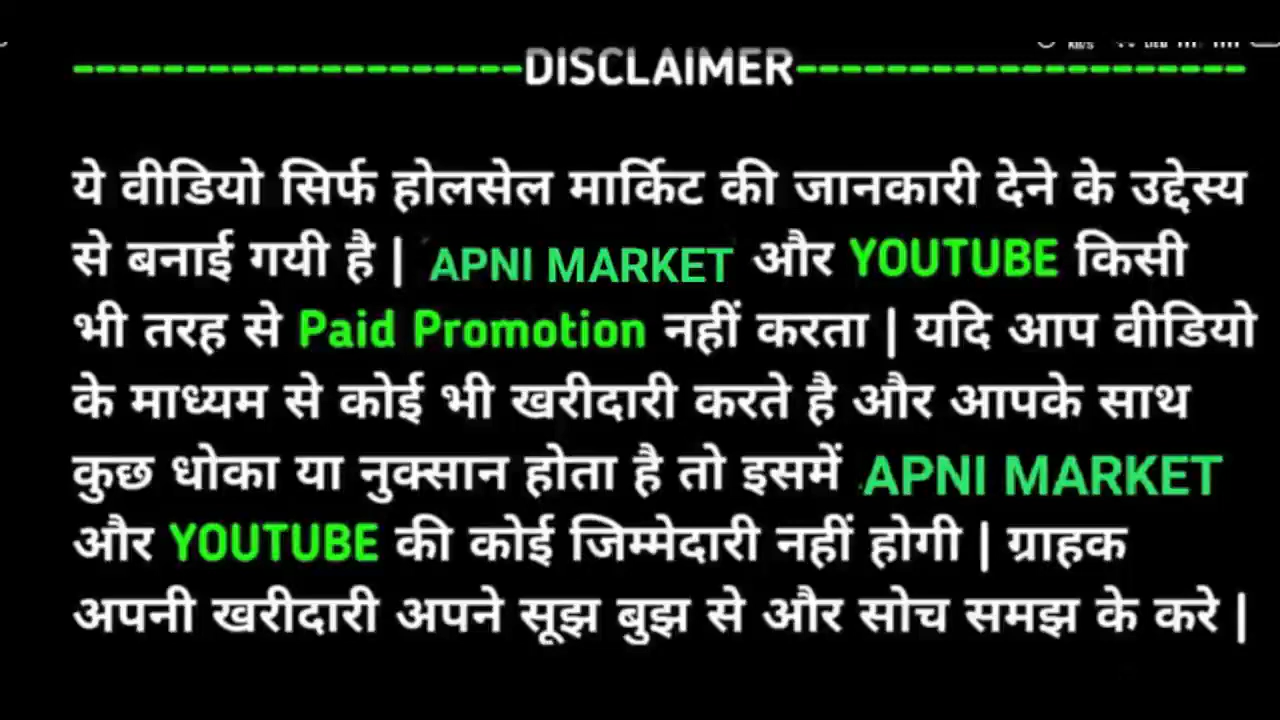 ------------------DISCLAIMER------------------
ये वीडियो सिर्फ होलसेल मार्किट की जानकारी देने के उद्देस्य
से बनाई गयी है | APNI MARKET और YOUTUBE किसी
भी तरह से Paid Promotion नहीं करता | यदि आप वीडियो
के माध्यम से कोई भी खरीदारी करते है और आपके साथ
कुछ धोका या नुक्सान होता है तो इसमें APNI MARKET
और YOUTUBE की कोई जिम्मेदारी नहीं होगी | ग्राहक
अपनी खरीदारी अपने सूझ बुझ से और सोच समझ के करे |